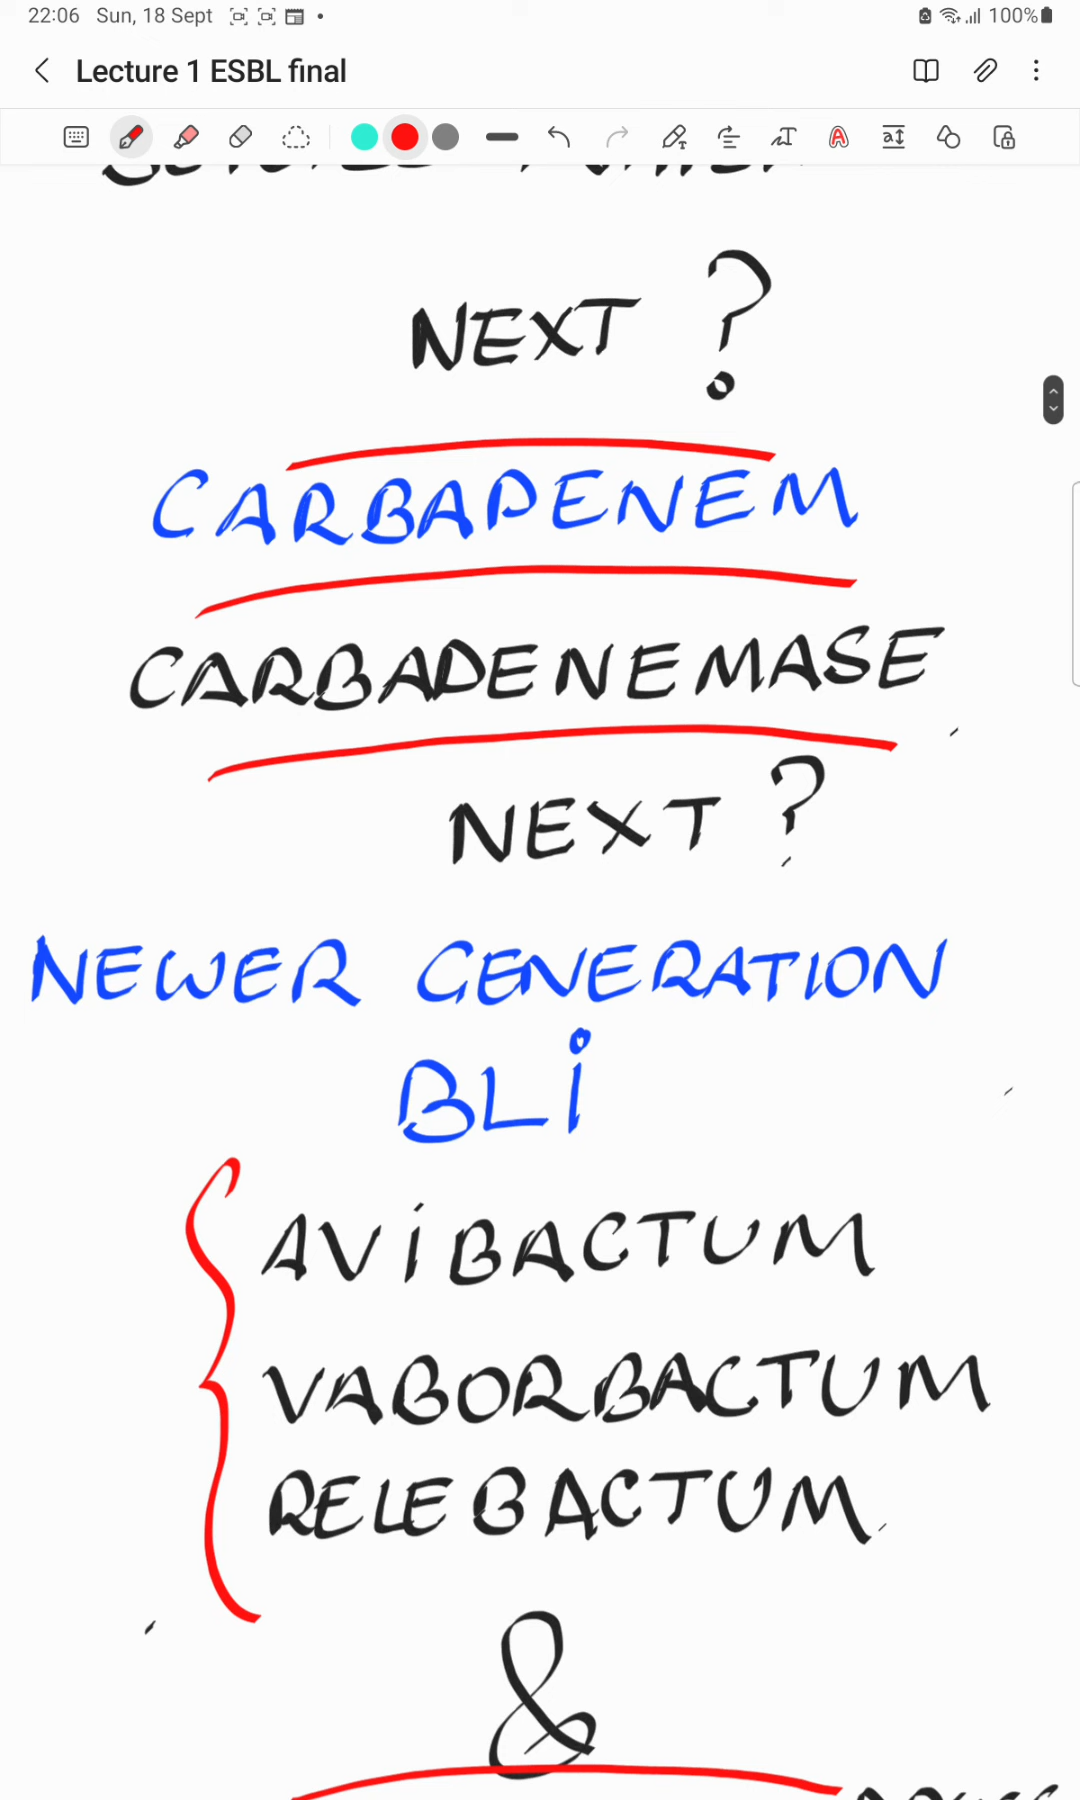 22:06 Sun, 18 Sept 100%
Lecture 1 ESBL final
NEXT ?
CARBAPENEM
CARBADENEMASE
NEXT ?
NEWER GENERATION
BLi
AViBACTUM
VABORBACTUM
RELEBACTUM
&